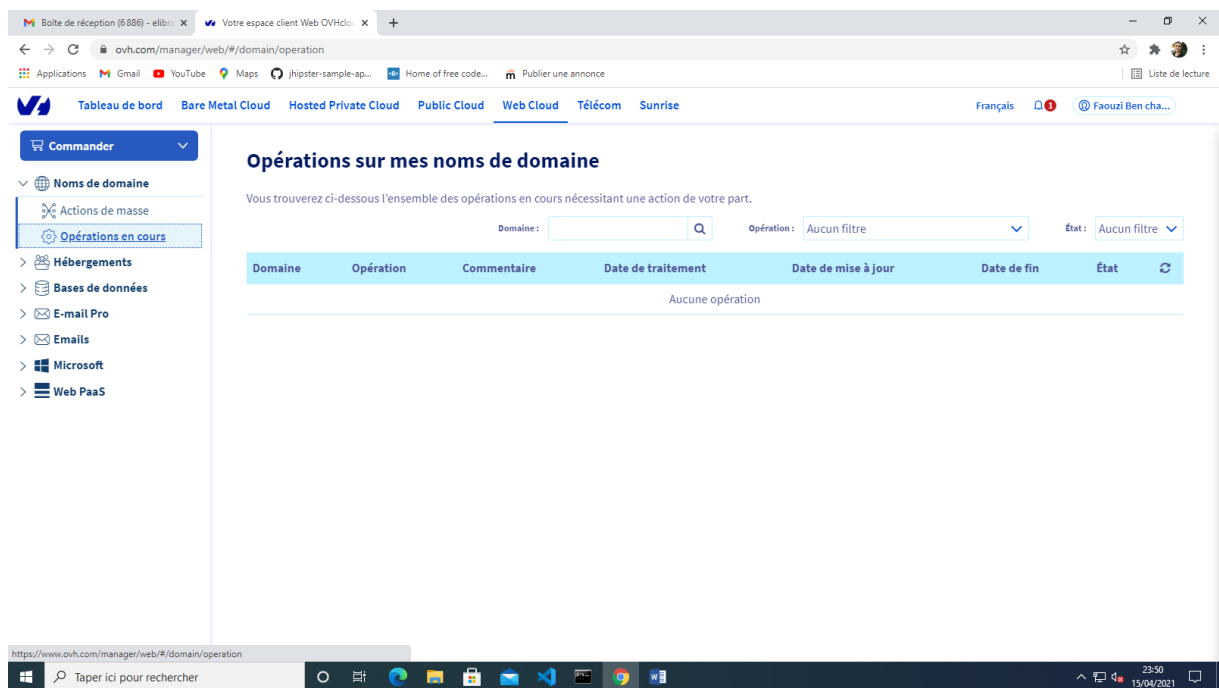 Boîte de réception (6 886) - elibra
Votre espace client Web OVHclou
ovh.com/manager/web/#/domain/operation
Applications Gmail YouTube Maps jhipster-sample-ap... Home of free code... Publier une annonce Liste de lecture
Tableau de bord Bare Metal Cloud Hosted Private Cloud Public Cloud Web Cloud Télécom Sunrise Français 1 Faouzi Ben cha...
Commander
Noms de domaine
Actions de masse
Opérations en cours
Hébergements
Bases de données
E-mail Pro
Emails
Microsoft
Web PaaS
Opérations sur mes noms de domaine
Vous trouverez ci-dessous l'ensemble des opérations en cours nécessitant une action de votre part.
Domaine : Opération : Aucun filtre État : Aucun filtre
Domaine Opération Commentaire Date de traitement Date de mise à jour Date de fin État
Aucune opération
https://www.ovh.com/manager/web/#/domain/operation
Taper ici pour rechercher
23:50
15/04/2021